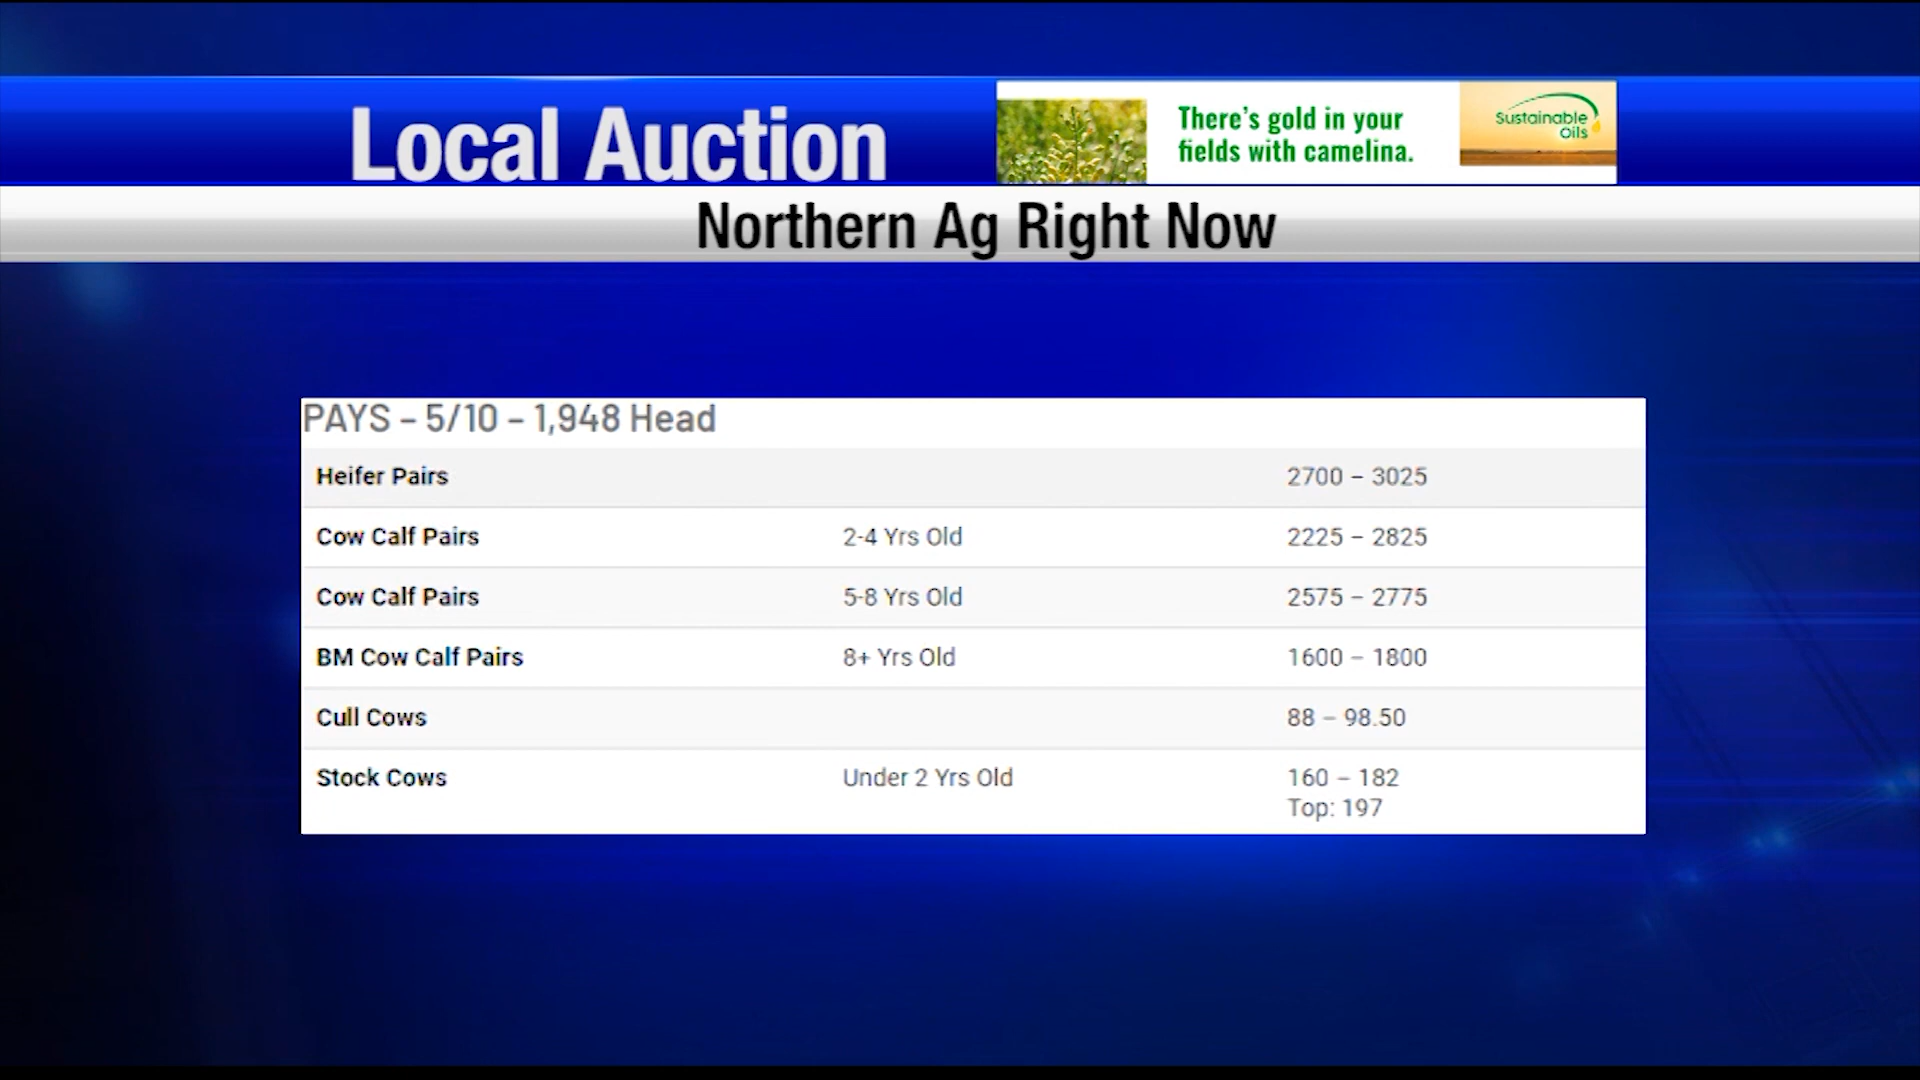 Local Auction
There's gold in your
fields with camelina.
Sustainable
Oils
Northern Ag Right Now
PAYS – 5/10 – 1,948 Head
Heifer Pairs 2700 – 3025
Cow Calf Pairs 2-4 Yrs Old 2225 – 2825
Cow Calf Pairs 5-8 Yrs Old 2575 – 2775
BM Cow Calf Pairs 8+ Yrs Old 1600 – 1800
Cull Cows 88 – 98.50
Stock Cows Under 2 Yrs Old 160 – 182
Top: 197